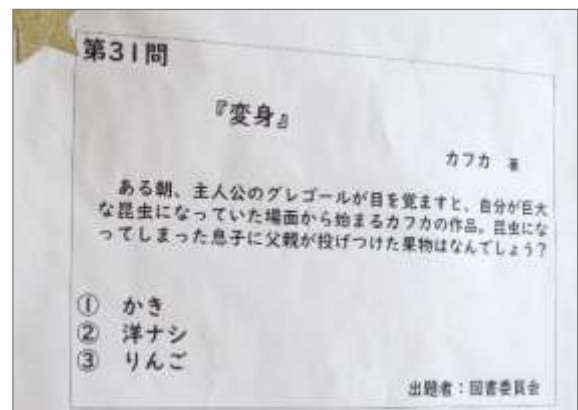 第31問
『変身』
カフカ 著
ある朝、主人公のグレゴールが目を覚ますと、自分が巨大
な昆虫になっていた場面から始まるカフカの作品。昆虫にな
ってしまった息子に父親が投げつけた果物はなんでしょう？
① かき
② 洋ナシ
③ りんご
出題者：図書委員会